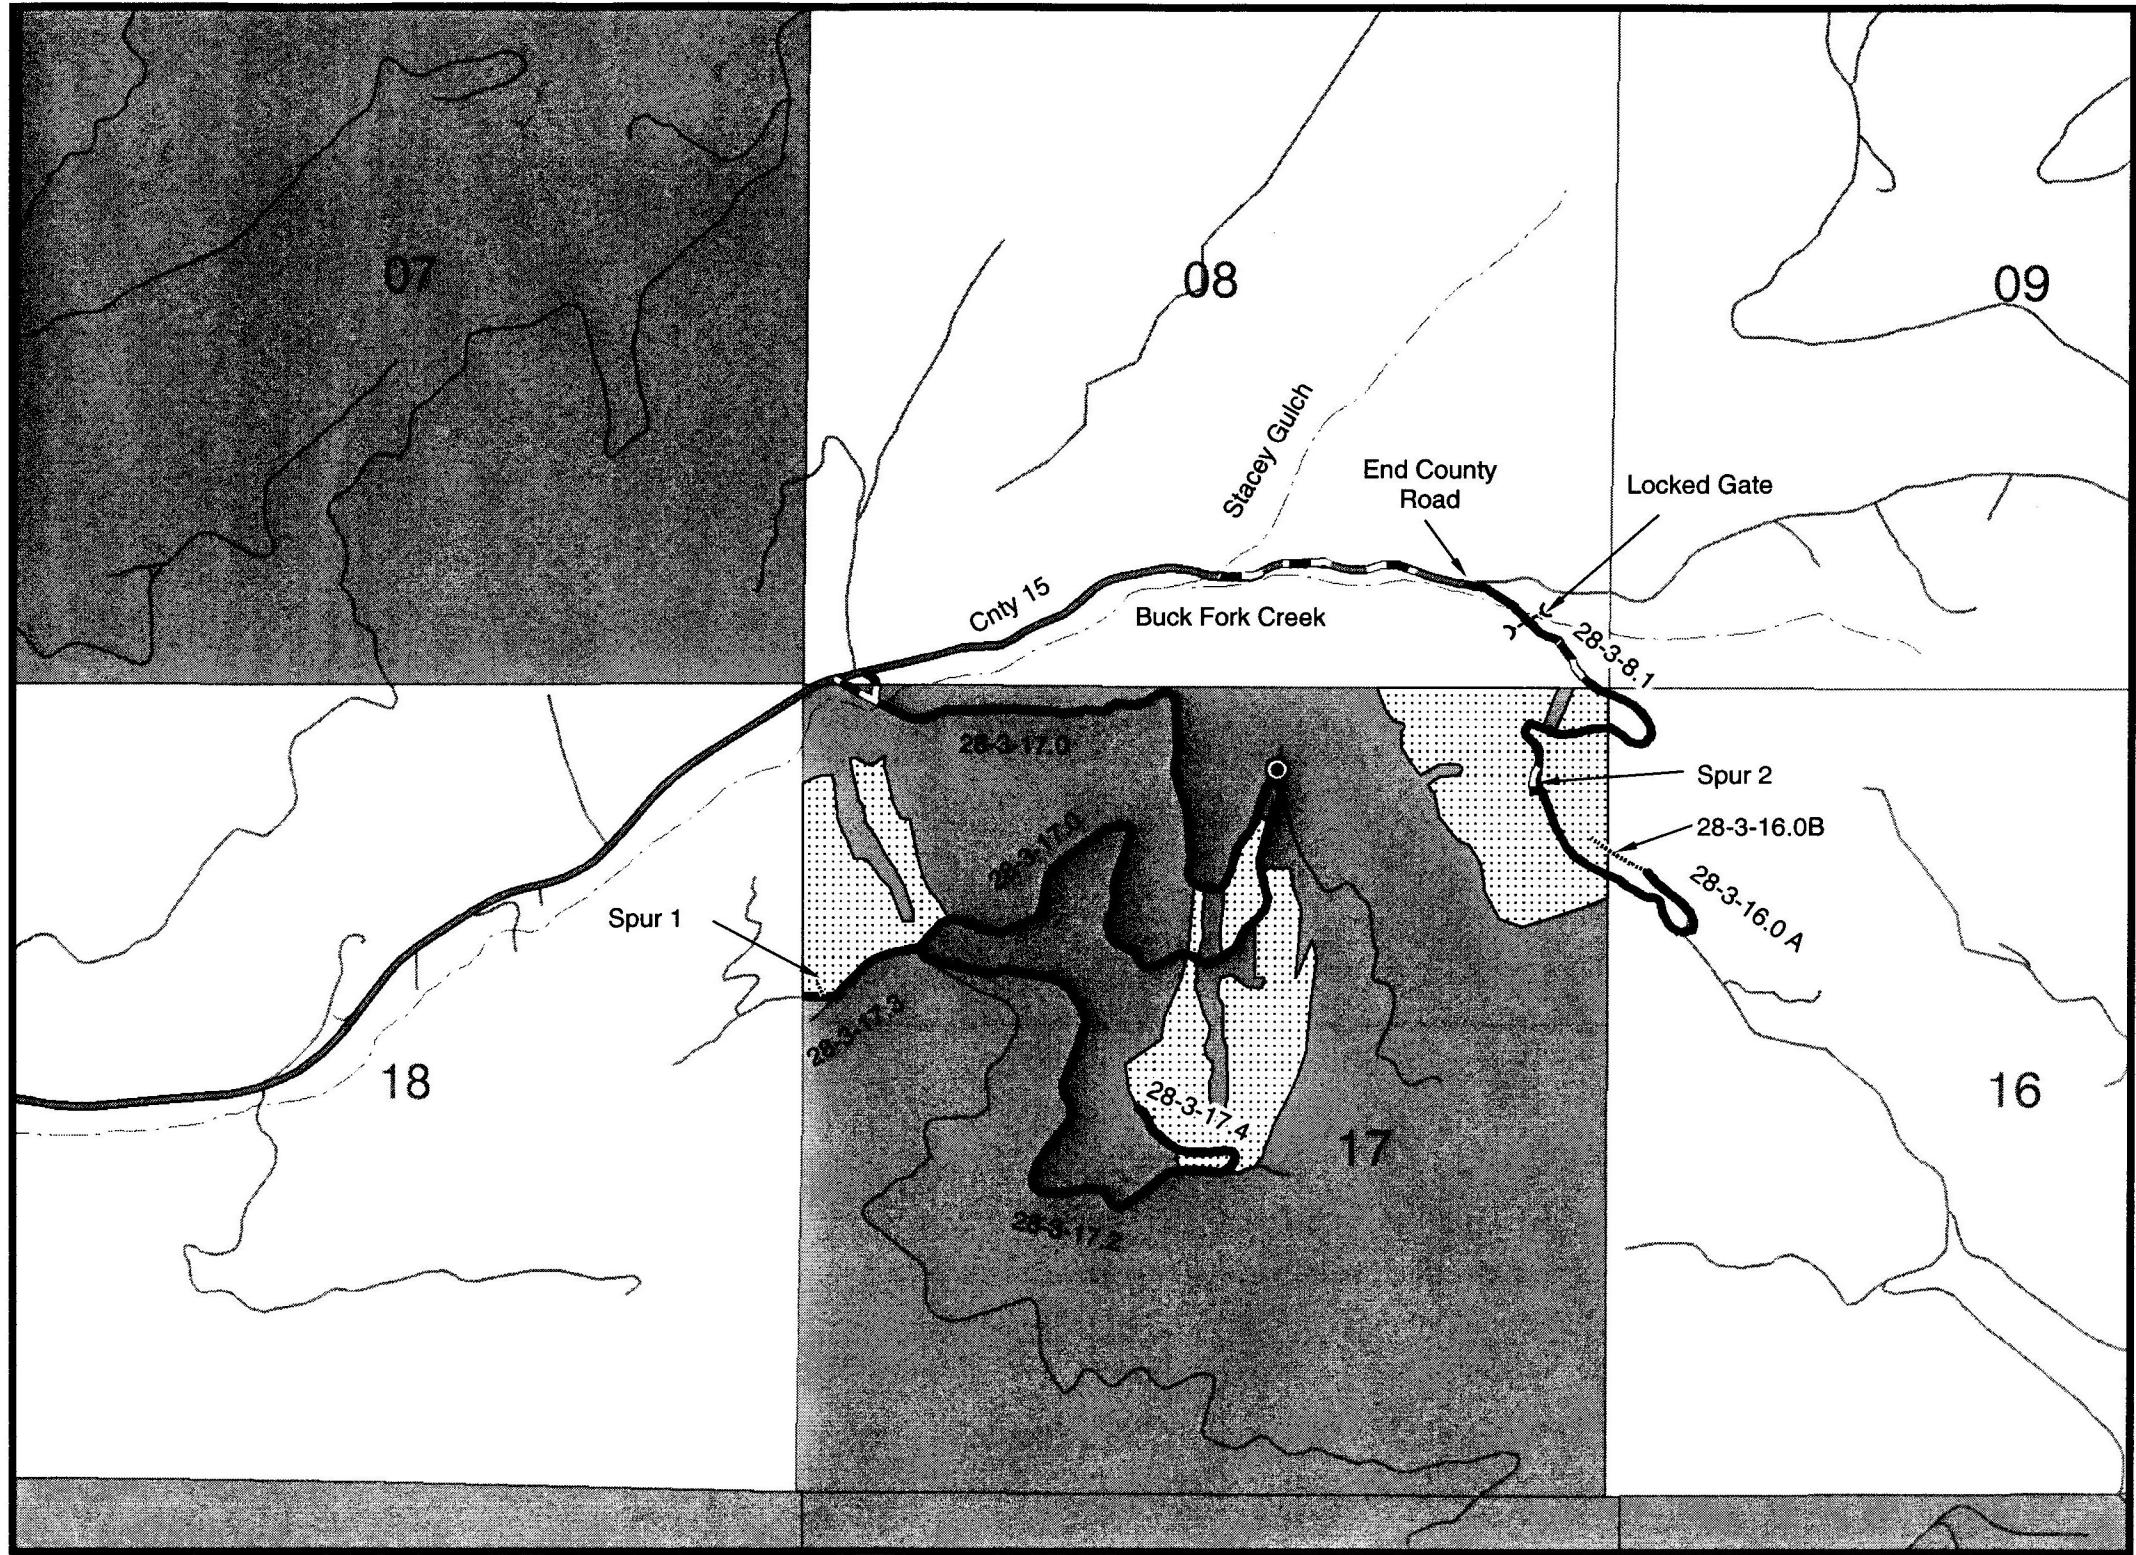 07
08
09
Stacey Gulch
End County
Road
Locked Gate
Cnty 15
Buck Fork Creek
28-3-8.1
28-3-17.0
Spur 2
28-3-16.0B
28-3-17.0
28-3-16.0 A
Spur 1
28-3-17.3
18
28-3-17.4
17
16
28-3-17.2